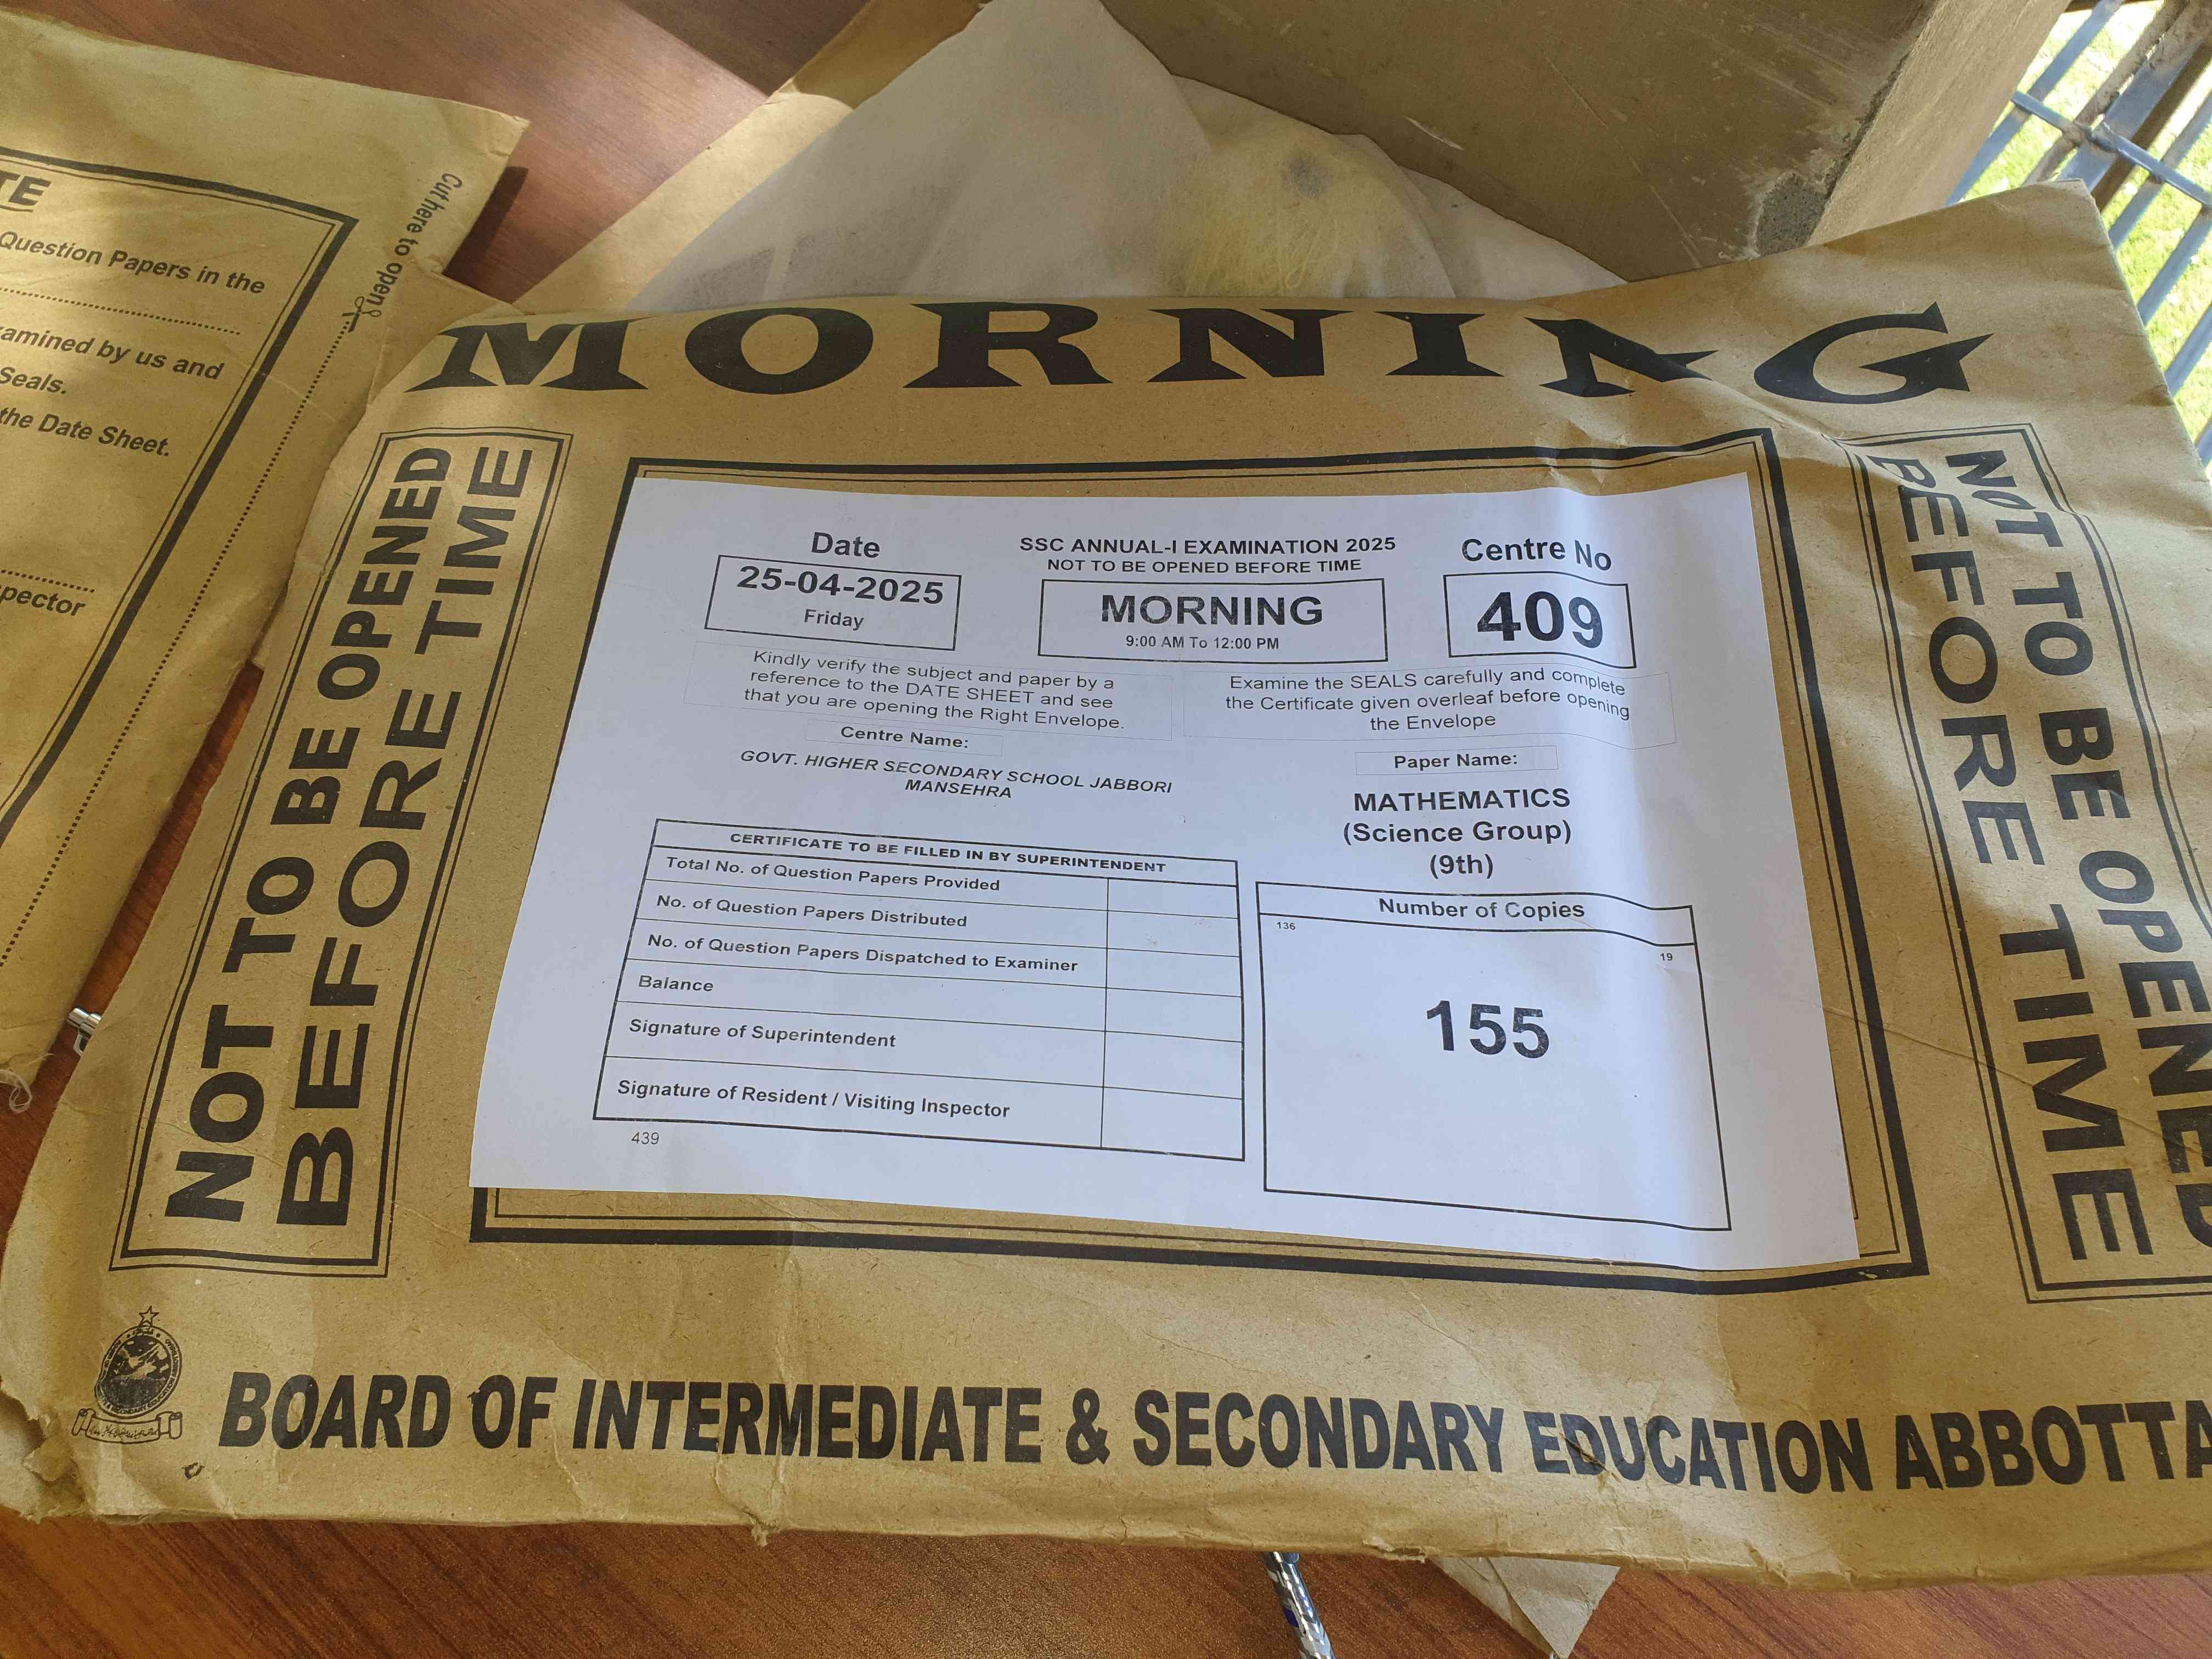 TE
Question Papers in the
amined by us and
Seals.
the Date Sheet.
pector
Cut here to open
MORNING
NOT TO BE OPENED
BEFORE TIME
Date
25-04-2025
Friday
SSC ANNUAL-I EXAMINATION 2025
NOT TO BE OPENED BEFORE TIME
MORNING
9:00 AM To 12:00 PM
Centre No
409
Kindly verify the subject and paper by a
reference to the DATE SHEET and see
that you are opening the Right Envelope.
Examine the SEALS carefully and complete
the Certificate given overleaf before opening
the Envelope
Centre Name:
GOVT. HIGHER SECONDARY SCHOOL JABBORI
MANSEHRA
Paper Name:
MATHEMATICS
(Science Group)
(9th)
CERTIFICATE TO BE FILLED IN BY SUPERINTENDENT
Total No. of Question Papers Provided
No. of Question Papers Distributed
No. of Question Papers Dispatched to Examiner
Balance
Signature of Superintendent
Signature of Resident / Visiting Inspector
439
Number of Copies
136
19
155
NOT TO BE OPENED
BEFORE TIME
BOARD OF INTERMEDIATE & SECONDARY EDUCATION ABBOTTA